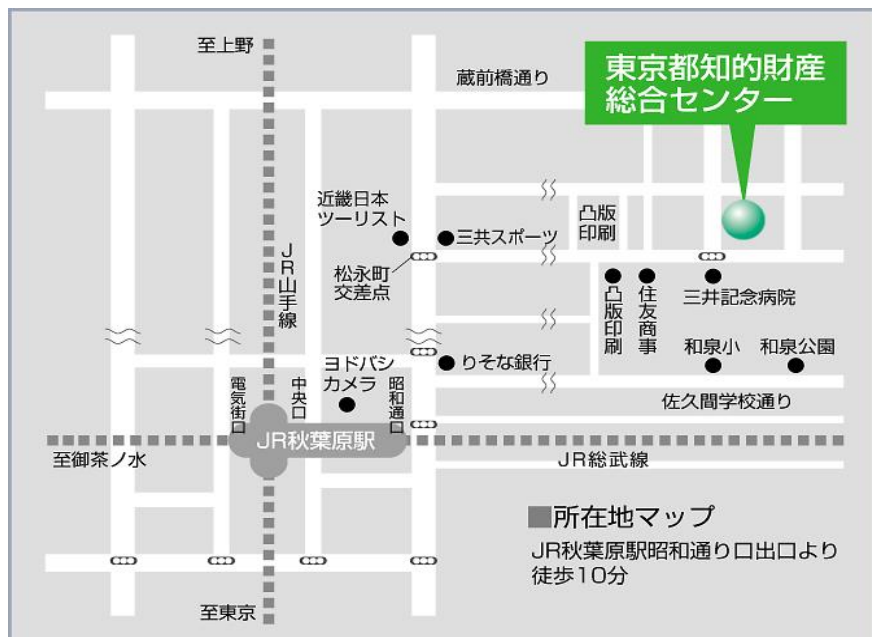 至上野
蔵前橋通り
東京都知的財産
総合センター
近畿日本
ツーリスト
三共スポーツ
凸版
印刷
JR山手線
松永町
交差点
凸版印刷
住友商事
三井記念病院
ヨドバシ
カメラ
りそな銀行
和泉小
和泉公園
電気街口
中央口
昭和通口
佐久間学校通り
JR秋葉原駅
至御茶ノ水
JR総武線
所在地マップ
JR秋葉原駅昭和通り口出口より
徒歩10分
至東京